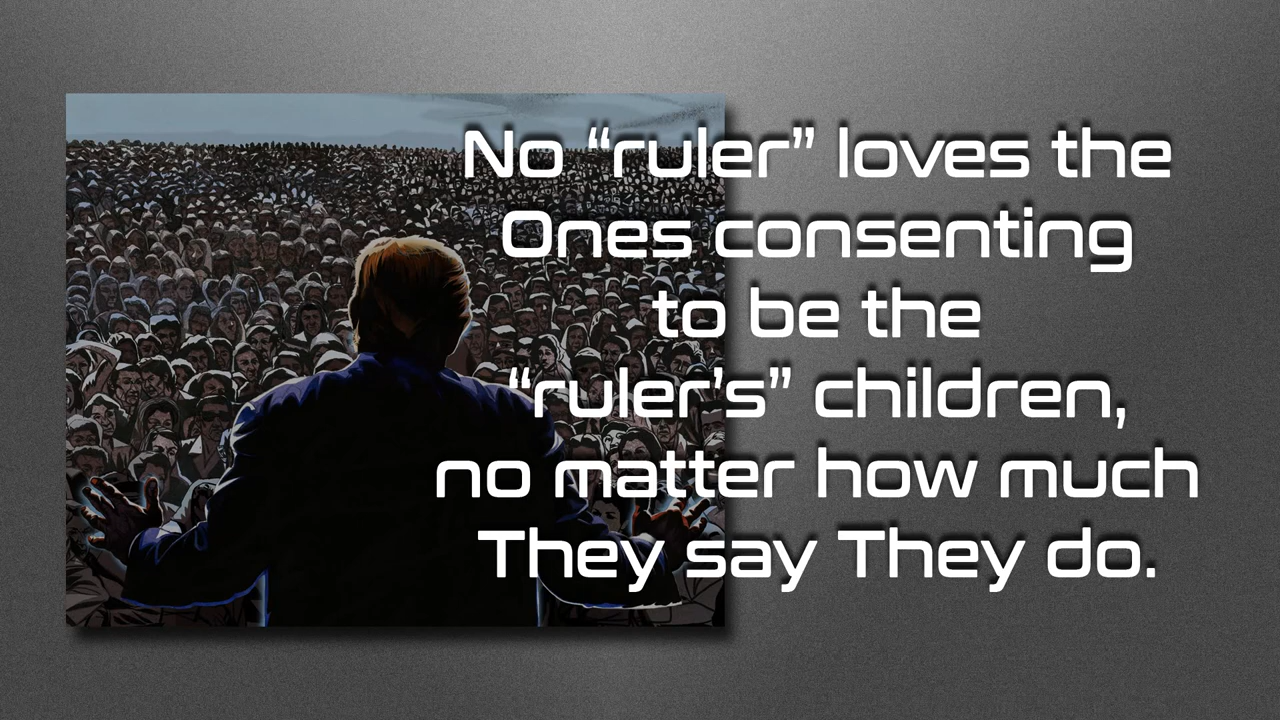 No “ruler” loves the
Ones consenting
to be the
“ruler’s” children,
no matter how much
They say They do.